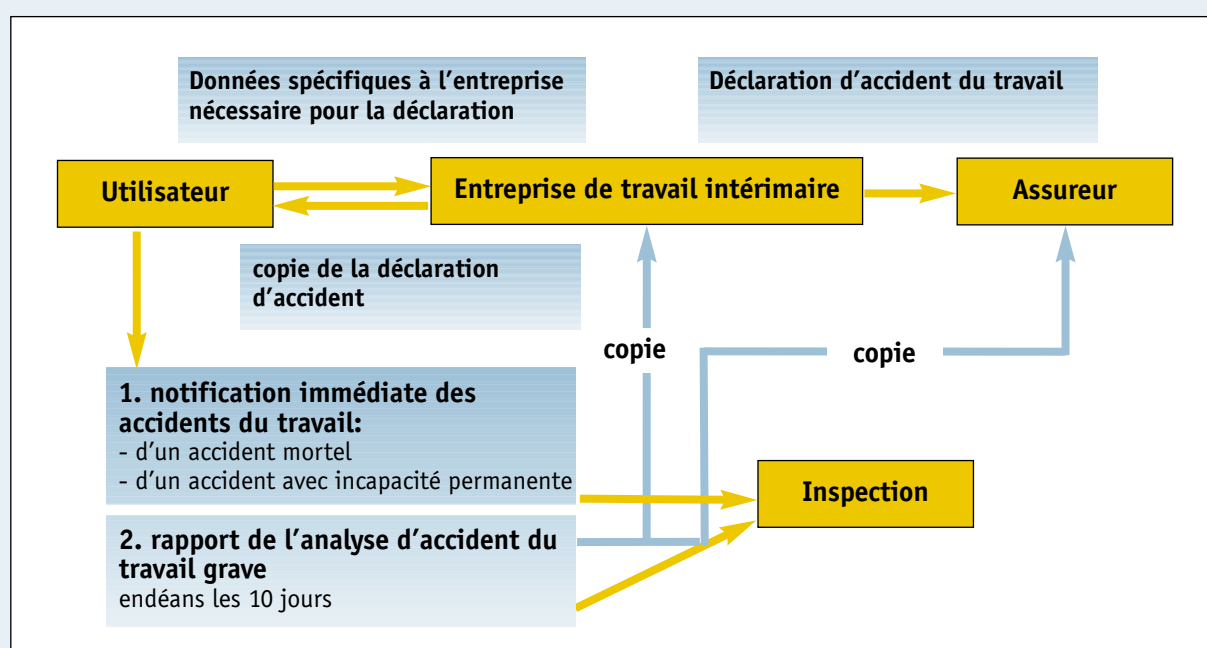 Données spécifiques à l'entreprise
nécessaire pour la déclaration
Déclaration d'accident du travail
Utilisateur
Entreprise de travail intérimaire
Assureur
copie de la déclaration
d'accident
copie
copie
1. notification immédiate des
accidents du travail:
- d'un accident mortel
- d'un accident avec incapacité permanente
Inspection
2. rapport de l'analyse d'accident du
travail grave
endéans les 10 jours